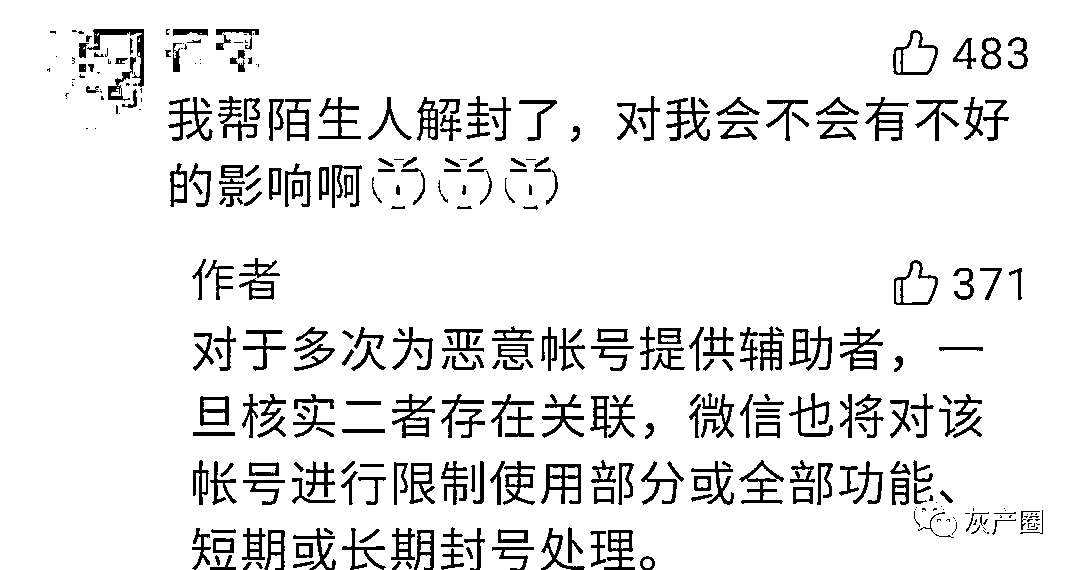 483
我帮陌生人解封了，对我会不会有不好
的影响啊
作者
371
对于多次为恶意帐号提供辅助者，一
旦核实二者存在关联，微信也将对该
帐号进行限制使用部分或全部功能、
短期或长期封号处理。
灰产圈